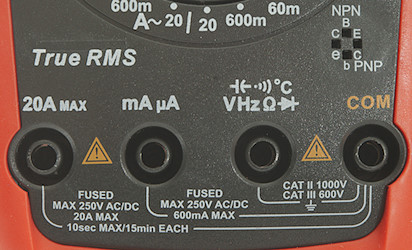 600m 600m 60m
A~ 20 | 20
NPN
B
C E
e c
b PNP
True RMS
20A MAX mA μA °C COM
VHzΩ
FUSED
MAX 250V AC/DC
20A MAX
10sec MAX/15min EACH
FUSED
MAX 250V AC/DC
600mA MAX
CAT II 1000V
CAT III 600V